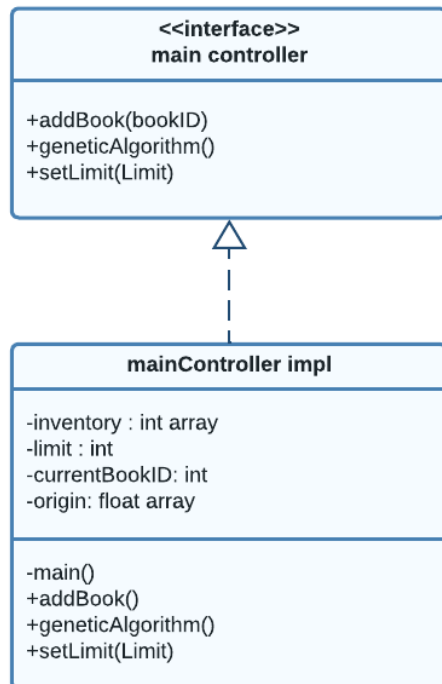 <<interface>>
main controller
+addBook(bookID)
+geneticAlgorithm()
+setLimit(Limit)
mainController impl
-inventory : int array
-limit : int
-currentBookID: int
-origin: float array
-main()
+addBook()
+geneticAlgorithm()
+setLimit(Limit)